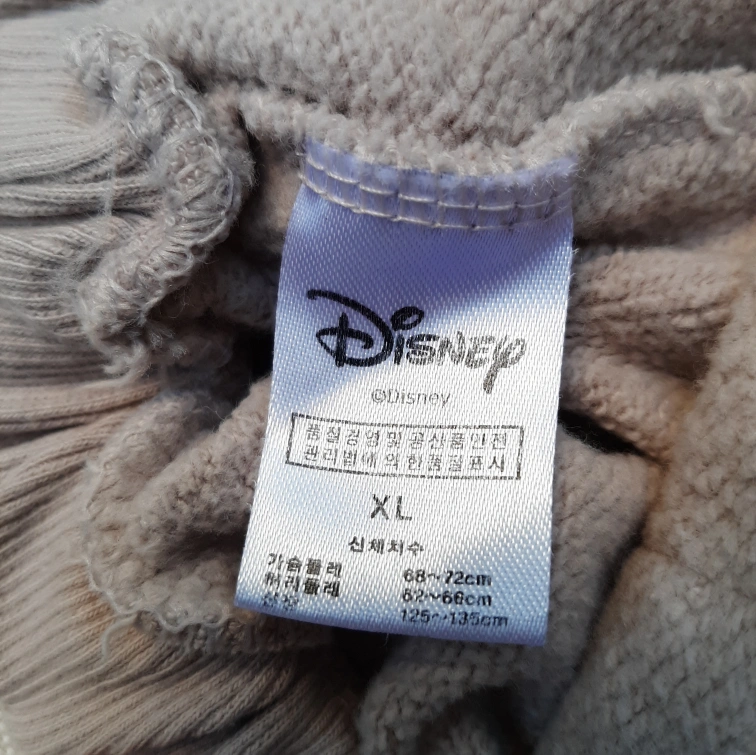 Disney
©Disney
품질경영및공산품안전
관리법에의한품질표시
XL
신체치수
가슴둘레 68~72cm
허리둘레 62~66cm
신장 125~135cm